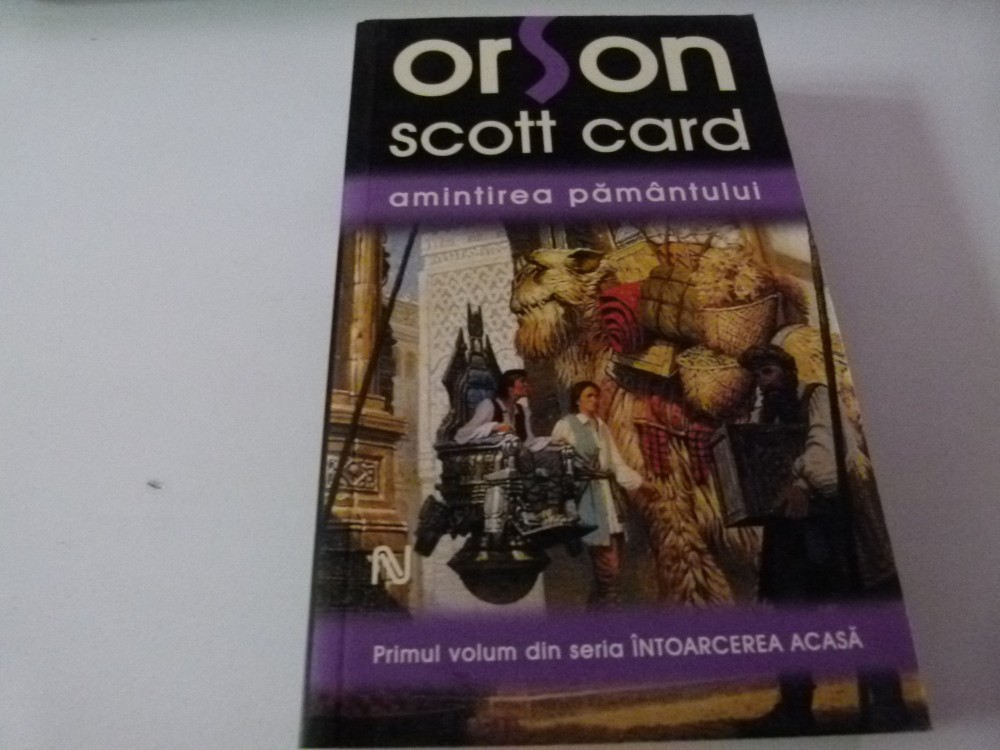 orson
scott card
amintirea pământului
Primul volum din seria ÎNTOARCEREA ACASĂ